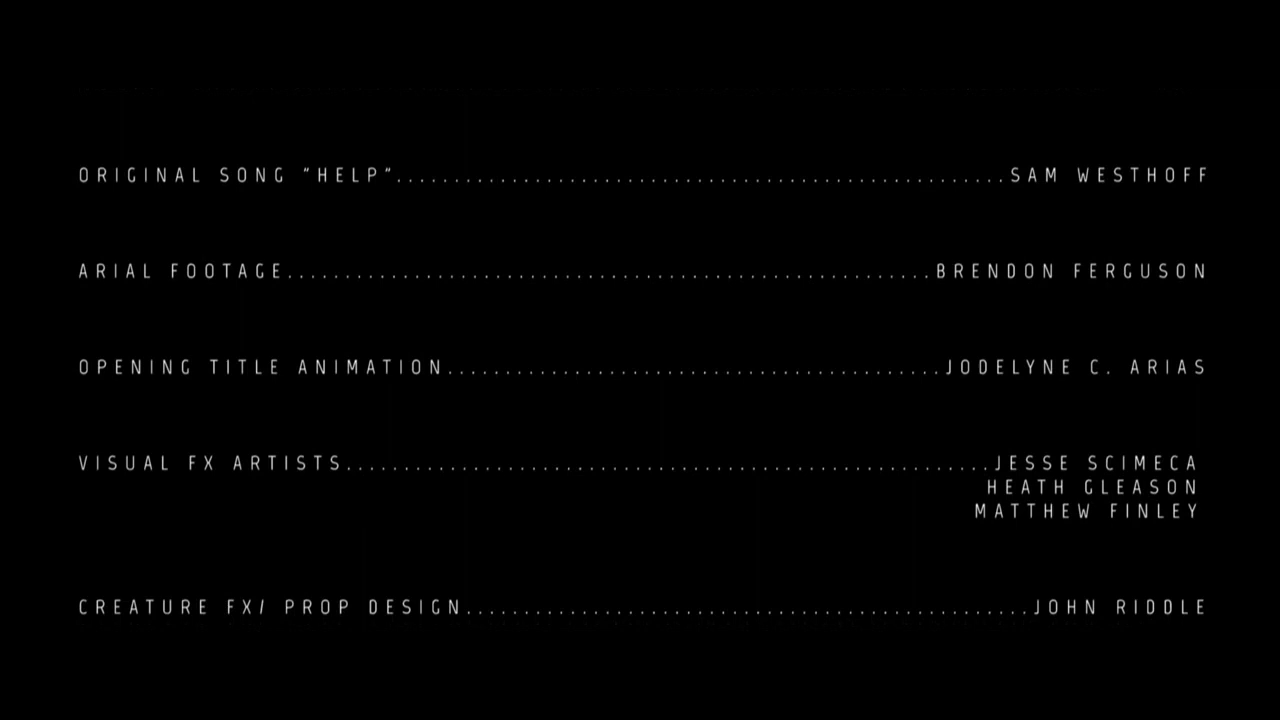 ORIGINAL SONG "HELP".............................................................SAM WESTHOFF
ARIAL FOOTAGE.................................................................BRENDON FERGUSON
OPENING TITLE ANIMATION..................................................JODELYNE C. ARIAS
VISUAL FX ARTISTS.................................................................JESSE SCIMECA
HEATH GLEASON
MATTHEW FINLEY
CREATURE FX/ PROP DESIGN.........................................................JOHN RIDDLE